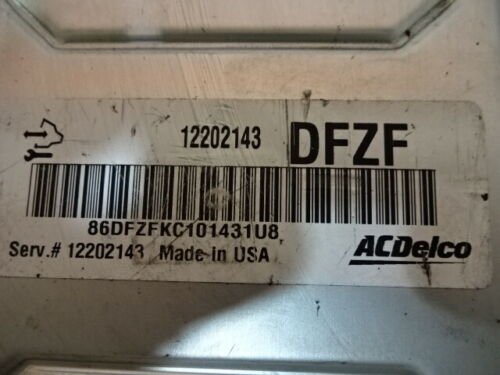 12202143 DFZF
86DFZFKC101431U8
Serv.# 12202143 Made in USA
ACDelco